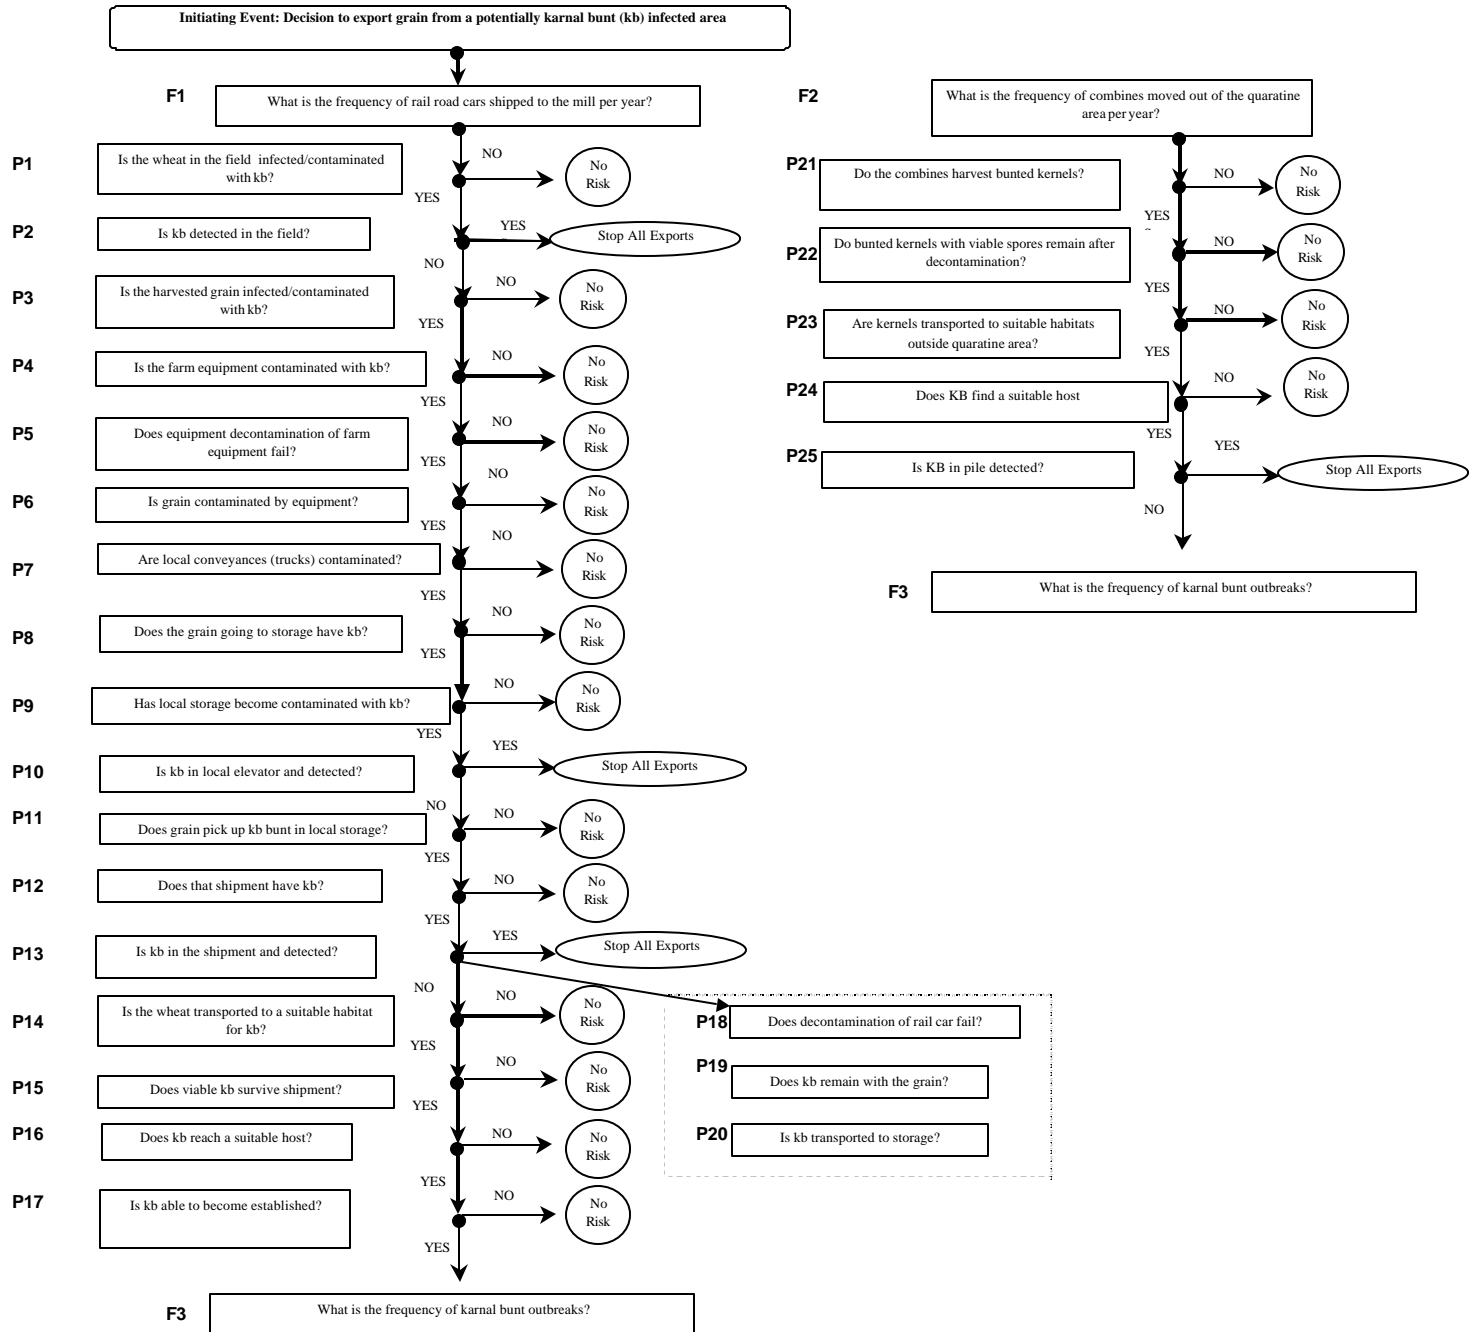 Initiating Event: Decision to export grain from a potentially karnal bunt (kb) infected area
F1
What is the frequency of rail road cars shipped to the mill per year?
P1
Is the wheat in the field infected/contaminated
with kb?
NO
No
Risk
YES
P2
Is kb detected in the field?
YES
Stop All Exports
NO
P3
Is the harvested grain infected/contaminated
with kb?
NO
No
Risk
YES
P4
Is the farm equipment contaminated with kb?
NO
No
Risk
YES
P5
Does equipment decontamination of farm
equipment fail?
NO
No
Risk
YES
P6
Is grain contaminated by equipment?
NO
No
Risk
YES
P7
Are local conveyances (trucks) contaminated?
NO
No
Risk
YES
P8
Does the grain going to storage have kb?
NO
No
Risk
YES
P9
Has local storage become contaminated with kb?
NO
No
Risk
YES
P10
Is kb in local elevator and detected?
YES
Stop All Exports
NO
P11
Does grain pick up kb bunt in local storage?
NO
No
Risk
YES
P12
Does that shipment have kb?
NO
No
Risk
YES
P13
Is kb in the shipment and detected?
YES
Stop All Exports
NO
P14
Is the wheat transported to a suitable habitat
for kb?
NO
No
Risk
YES
P15
Does viable kb survive shipment?
NO
No
Risk
YES
P16
Does kb reach a suitable host?
NO
No
Risk
YES
P17
Is kb able to become established?
NO
No
Risk
YES
F3
What is the frequency of karnal bunt outbreaks?
P18
Does decontamination of rail car fail?
P19
Does kb remain with the grain?
P20
Is kb transported to storage?
F2
What is the frequency of combines moved out of the quaratine
area per year?
P21
Do the combines harvest bunted kernels?
NO
No
Risk
YES
P22
Do bunted kernels with viable spores remain after
decontamination?
NO
No
Risk
YES
P23
Are kernels transported to suitable habitats
outside quaratine area?
NO
No
Risk
YES
P24
Does KB find a suitable host
NO
No
Risk
YES
P25
Is KB in pile detected?
YES
Stop All Exports
NO
F3
What is the frequency of karnal bunt outbreaks?